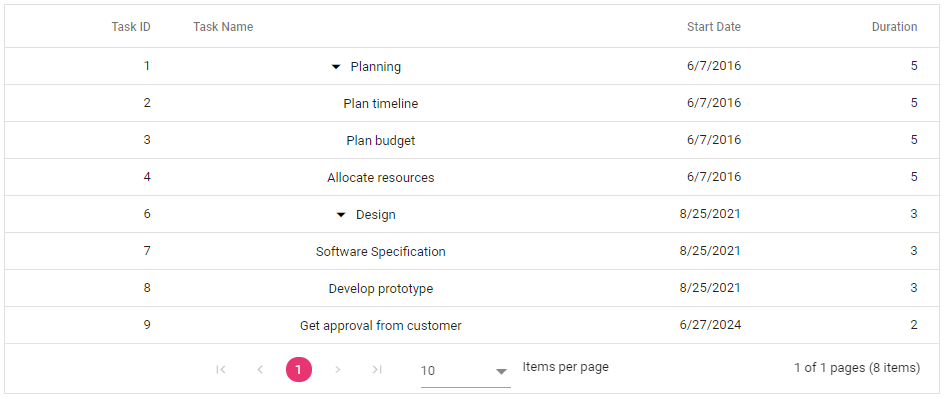 Task ID Task Name Start Date Duration
1 Planning 6/7/2016 5
2 Plan timeline 6/7/2016 5
3 Plan budget 6/7/2016 5
4 Allocate resources 6/7/2016 5
6 Design 8/25/2021 3
7 Software Specification 8/25/2021 3
8 Develop prototype 8/25/2021 3
9 Get approval from customer 6/27/2024 2
1 10 Items per page 1 of 1 pages (8 items)